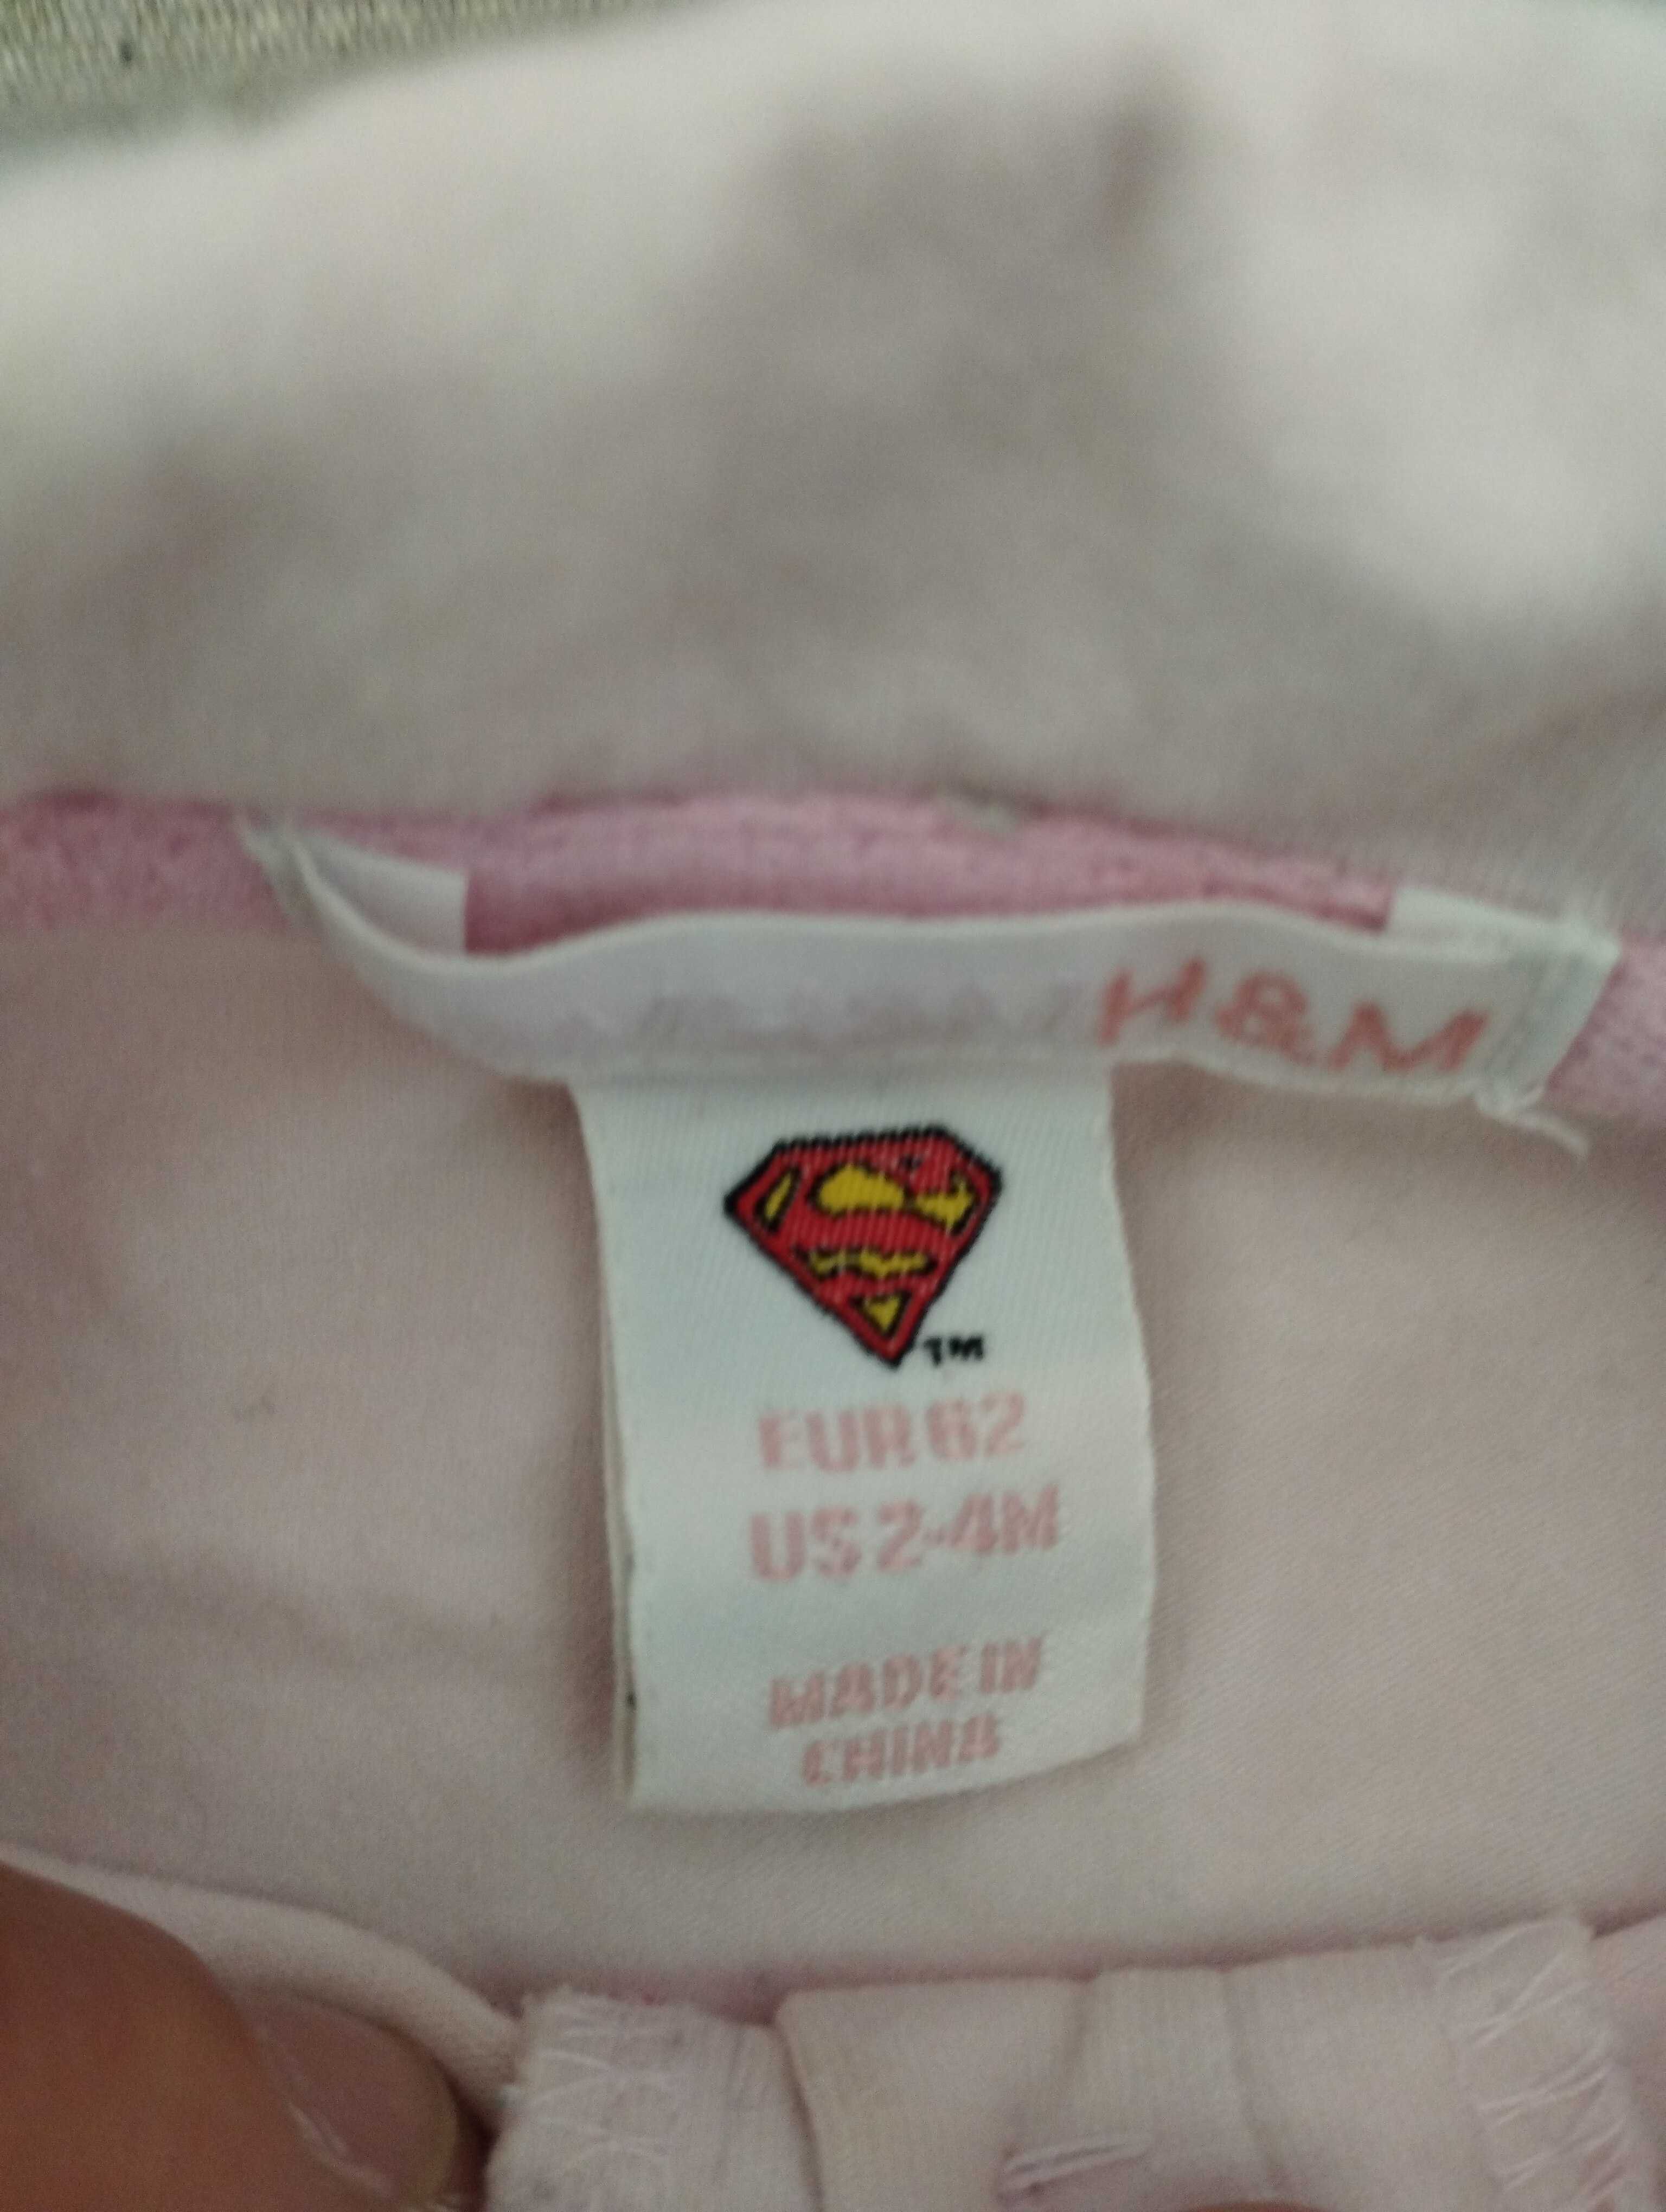 H&M
TM
EUR 62
US 2-4M
MADE IN
CHINA